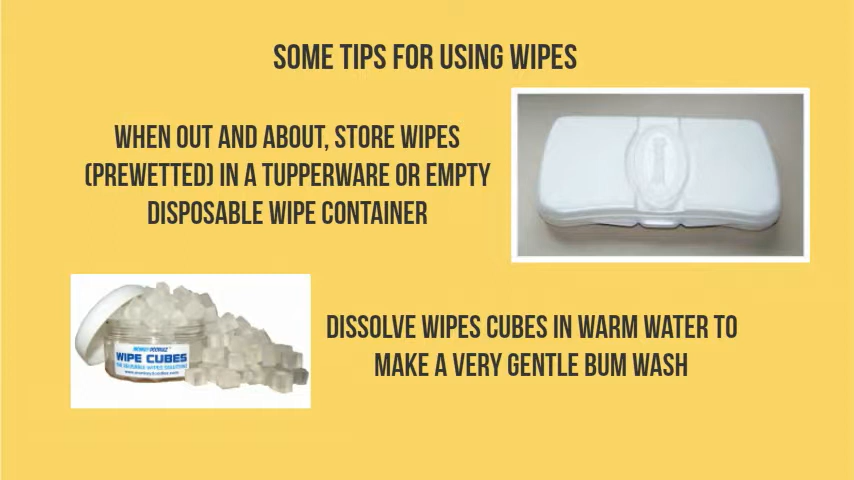 SOME TIPS FOR USING WIPES
WHEN OUT AND ABOUT, STORE WIPES
(PREWETTED) IN A TUPPERWARE OR EMPTY
DISPOSABLE WIPE CONTAINER
WIPE CUBES
DISSOLVE WIPES CUBES IN WARM WATER TO
MAKE A VERY GENTLE BUM WASH